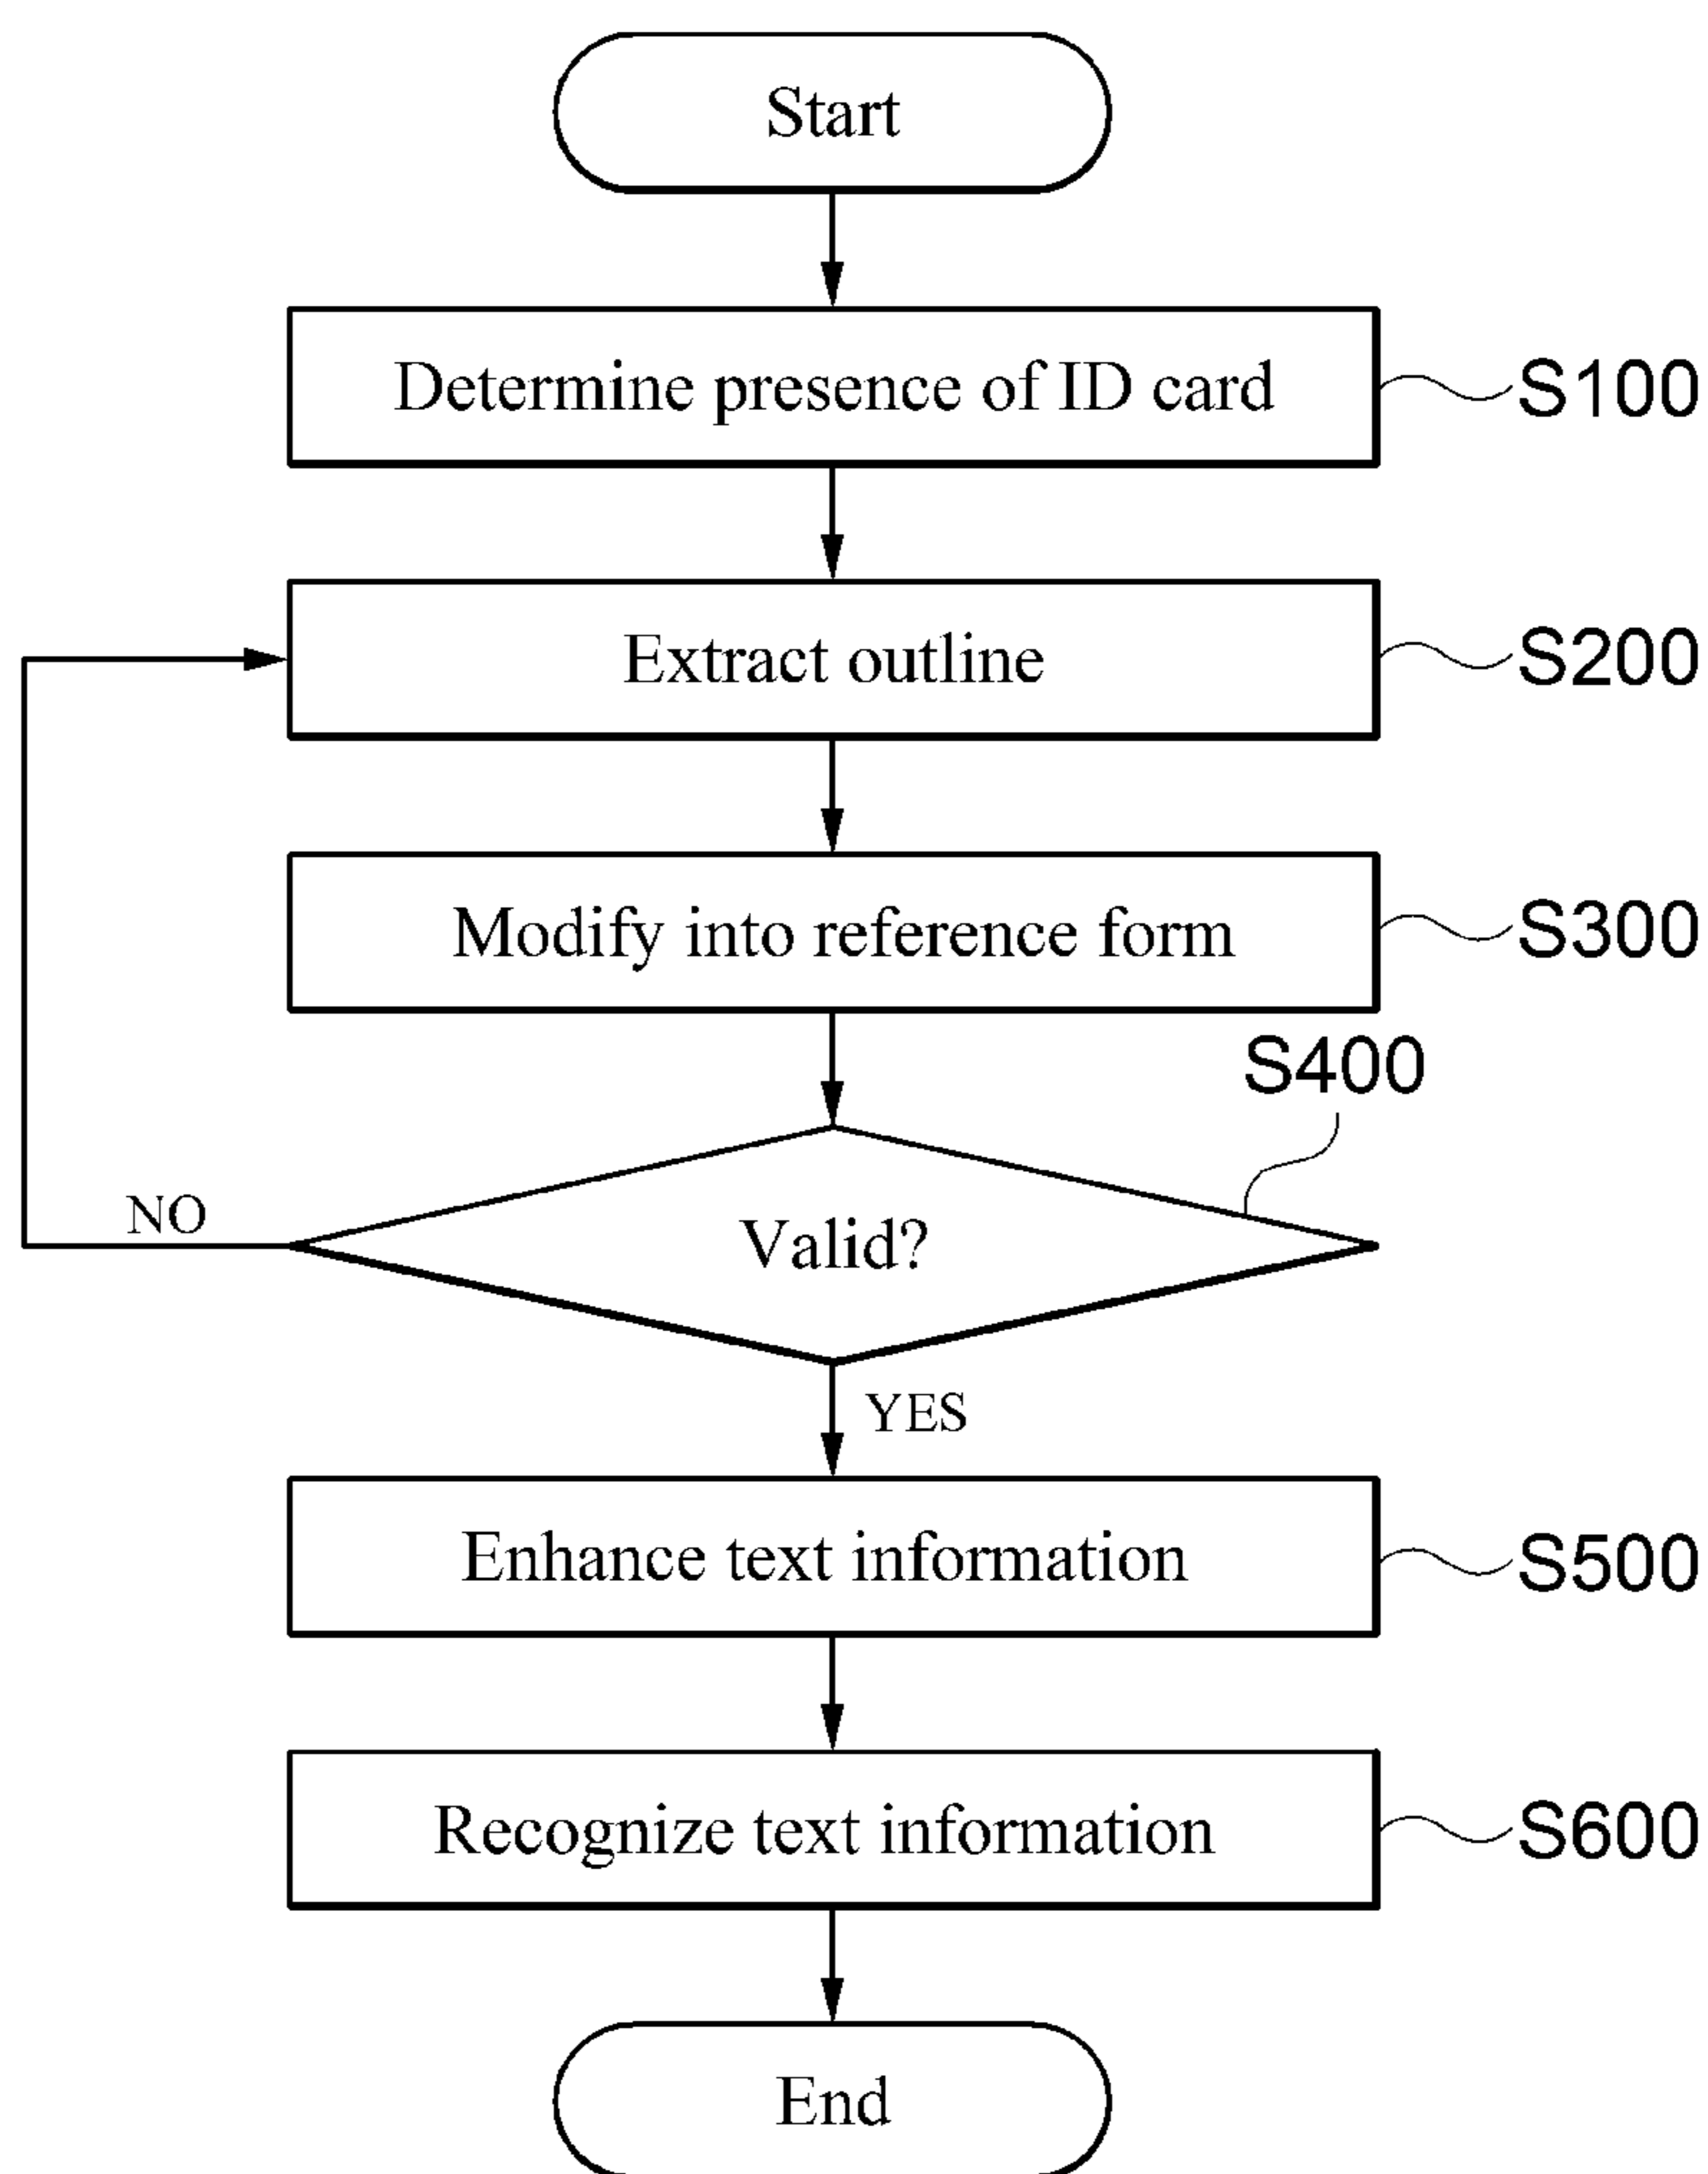 Start
Determine presence of ID card
S100
Extract outline
S200
Modify into reference form
S300
S400
Valid?
NO
YES
Enhance text information
S500
Recognize text information
S600
End